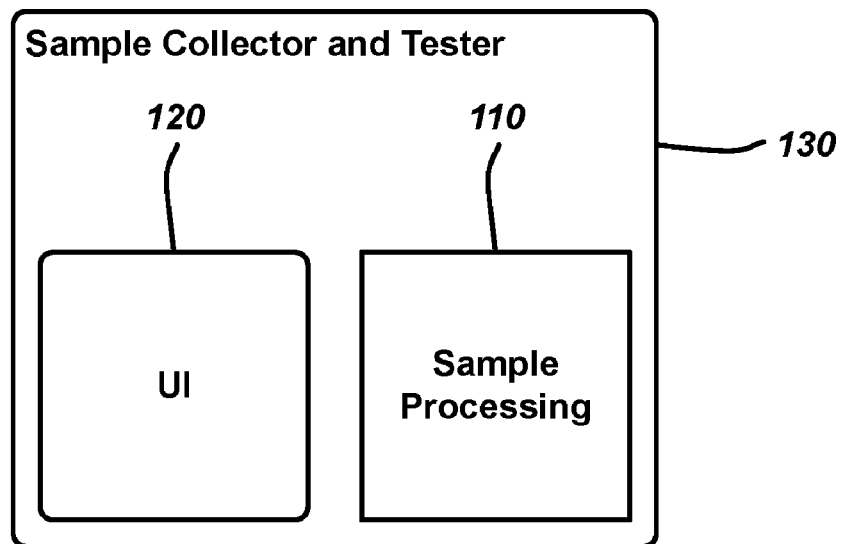 Sample Collector and Tester
120
110
130
UI
Sample
Processing